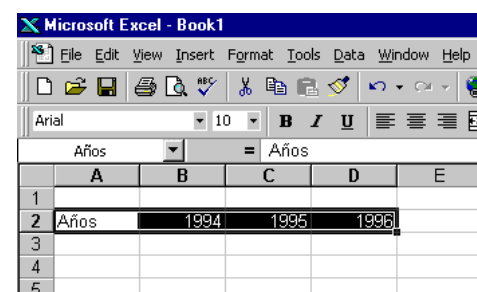 Microsoft Excel - Book1
File Edit View Insert Format Tools Data Window Help
ABC
Arial 10 B I U
Años = Años
A B C D E
1
2 Años 1994 1995 1996
3
4
5